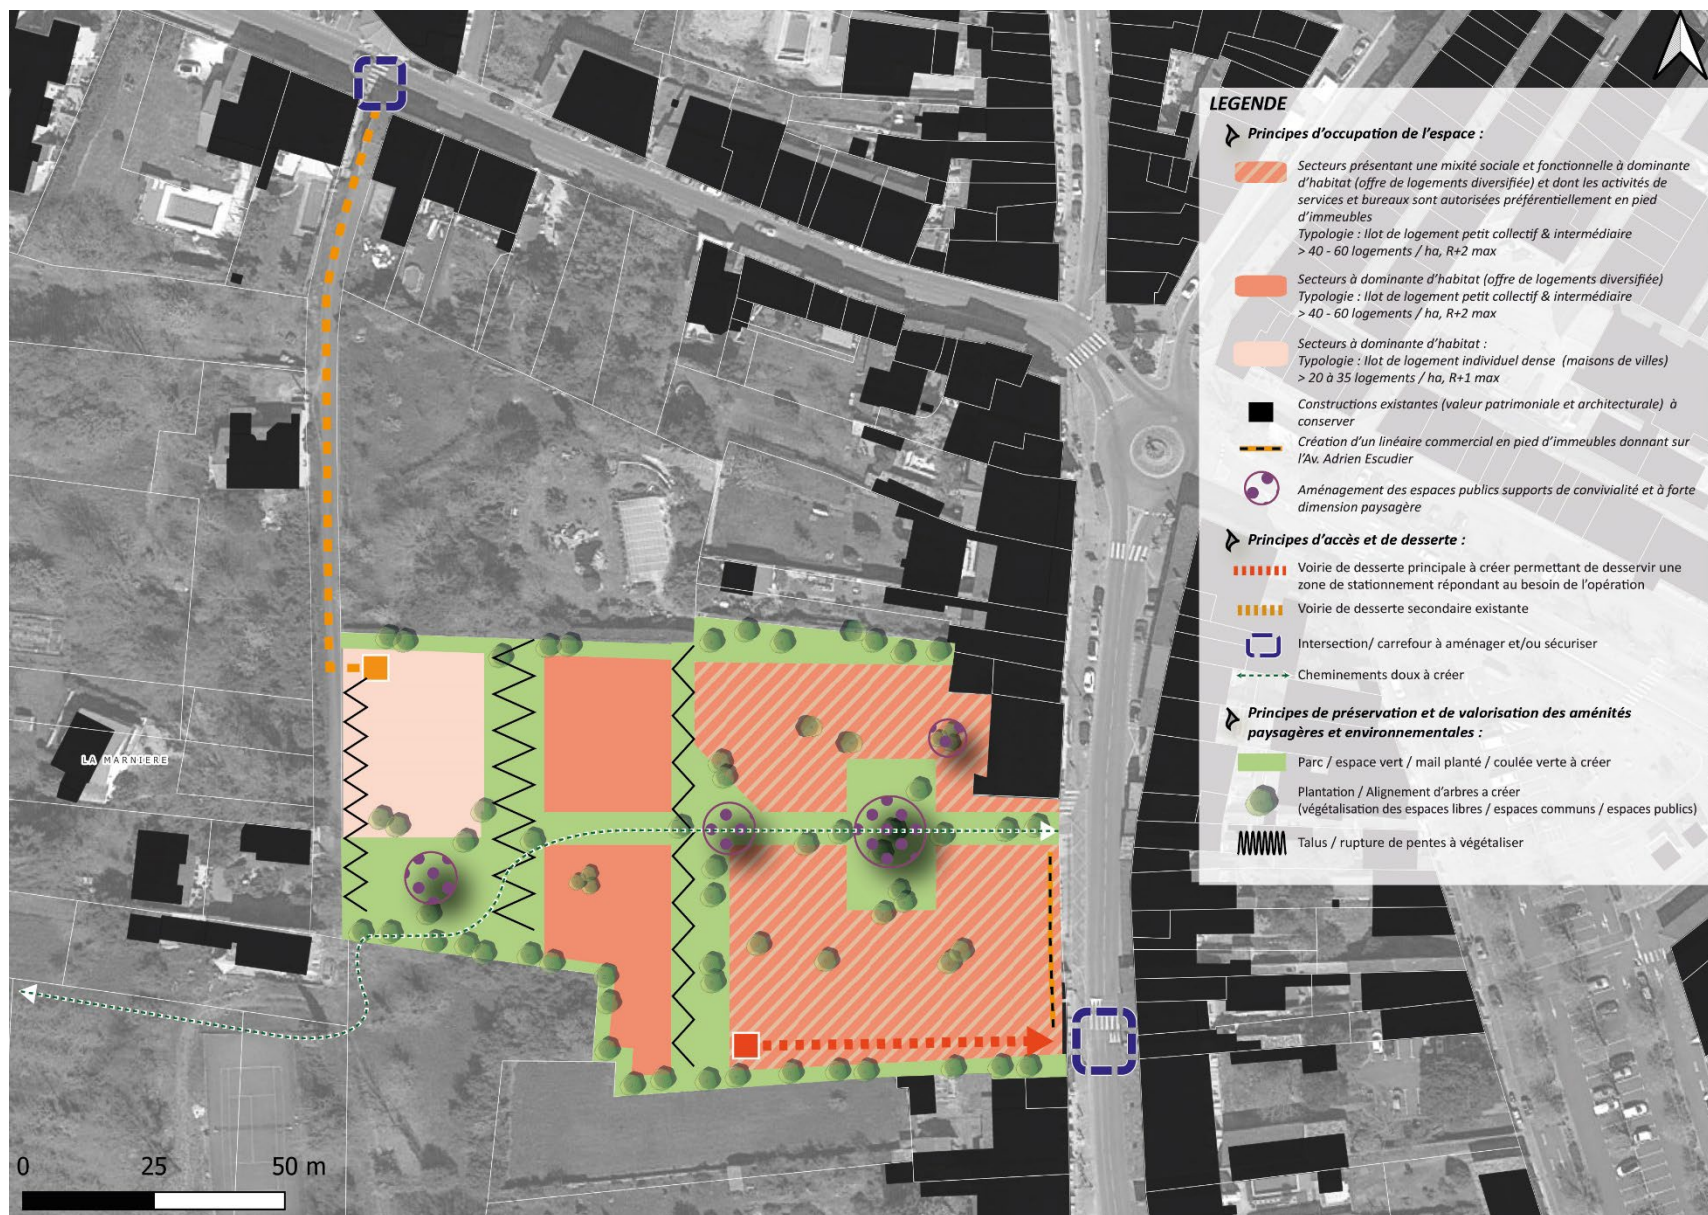 LEGENDE
Principes d'occupation de l'espace :
Secteurs présentant une mixité sociale et fonctionnelle à dominante
d'habitat (offre de logements diversifiée) et dont les activités de
services et bureaux sont autorisées préférentiellement en pied
d'immeubles
Typologie : Ilot de logement petit collectif & intermédiaire
> 40 - 60 logements / ha, R+2 max
Secteurs à dominante d'habitat (offre de logements diversifiée)
Typologie : Ilot de logement petit collectif & intermédiaire
> 40 - 60 logements / ha, R+2 max
Secteurs à dominante d'habitat :
Typologie : Ilot de logement individuel dense (maisons de villes)
> 20 à 35 logements / ha, R+1 max
Constructions existantes (valeur patrimoniale et architecturale) à
conserver
Création d'un linéaire commercial en pied d'immeubles donnant sur
l'Av. Adrien Escudier
Aménagement des espaces publics supports de convivialité et à forte
dimension paysagère
Principes d'accès et de desserte :
Voirie de desserte principale à créer permettant de desservir une
zone de stationnement répondant au besoin de l'opération
Voirie de desserte secondaire existante
Intersection/ carrefour à aménager et/ou sécuriser
Cheminements doux à créer
Principes de préservation et de valorisation des aménités
paysagères et environnementales :
Parc / espace vert / mail planté / coulée verte à créer
Plantation / Alignement d'arbres a créer
(végétalisation des espaces libres / espaces communs / espaces publics)
Talus / rupture de pentes à végétaliser
LA MARNIERE
0 25 50 m